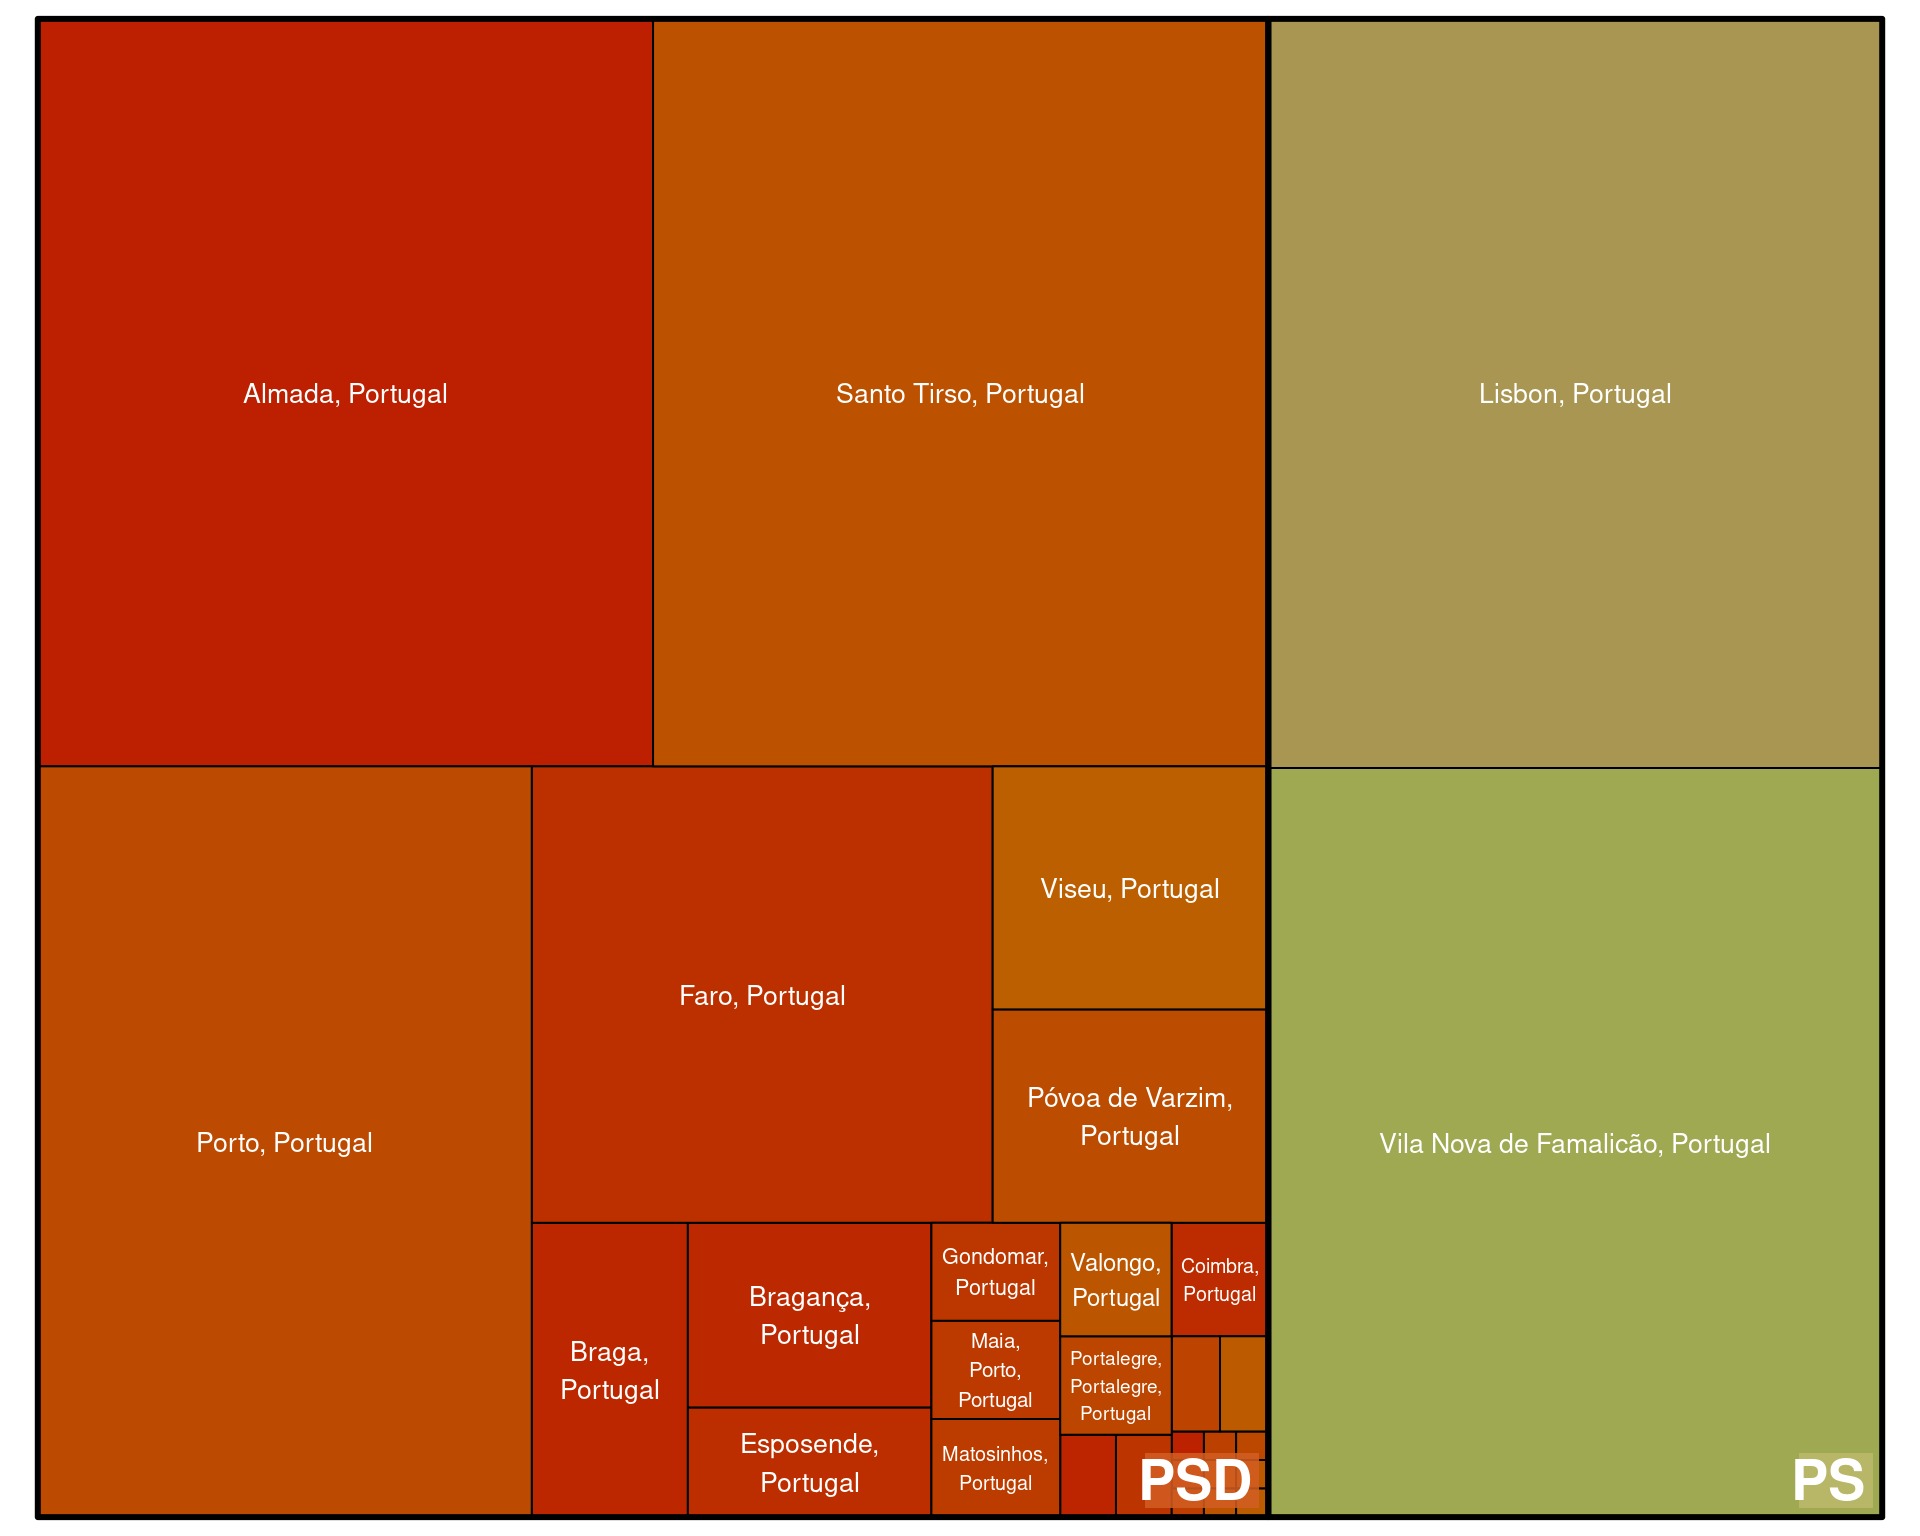 Almada, Portugal
Santo Tirso, Portugal
Lisbon, Portugal
Porto, Portugal
Faro, Portugal
Viseu, Portugal
Póvoa de Varzim,
Portugal
Vila Nova de Famalicão, Portugal
Braga,
Portugal
Bragança,
Portugal
Esposende,
Portugal
Gondomar,
Portugal
Maia,
Porto,
Portugal
Matosinhos,
Portugal
Valongo,
Portugal
Portalegre,
Portalegre,
Portugal
Coimbra,
Portugal
PSD
PS